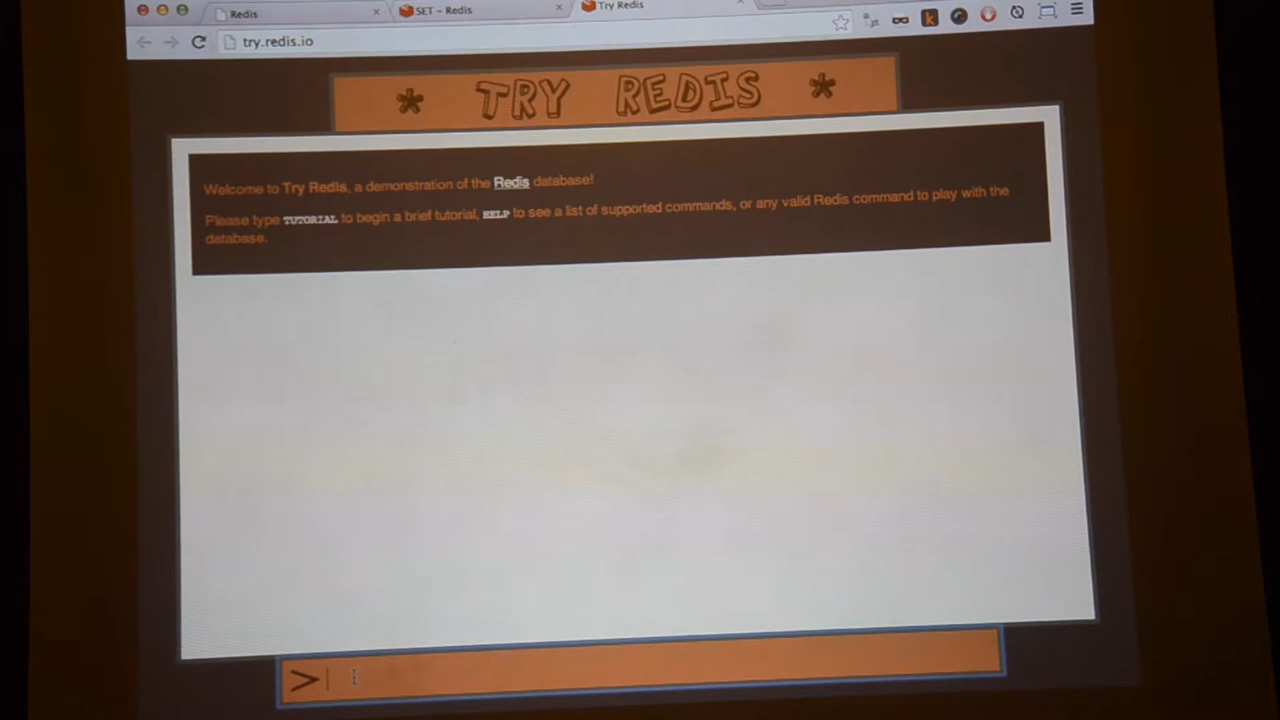 Redis
SET – Redis
Try Redis
try.redis.io
* TRY REDIS *
Welcome to Try Redis, a demonstration of the Redis database!
Please type TUTORIAL to begin a brief tutorial, HELP to see a list of supported commands, or any valid Redis command to play with the
database.
>